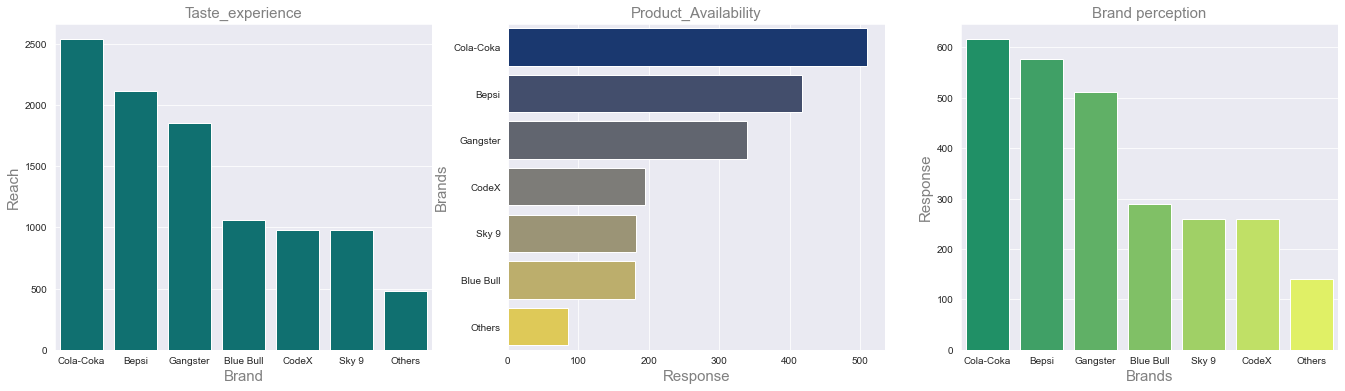 Taste_experience
Reach
2500
2000
1500
1000
500
0
Cola-Coka Bepsi Gangster Blue Bull CodeX Sky 9 Others
Brand
Product_Availability
Brands
Cola-Coka
Bepsi
Gangster
CodeX
Sky 9
Blue Bull
Others
0 100 200 300 400 500
Response
Brand perception
Response
600
500
400
300
200
100
0
Cola-Coka Bepsi Gangster Blue Bull Sky 9 CodeX Others
Brands